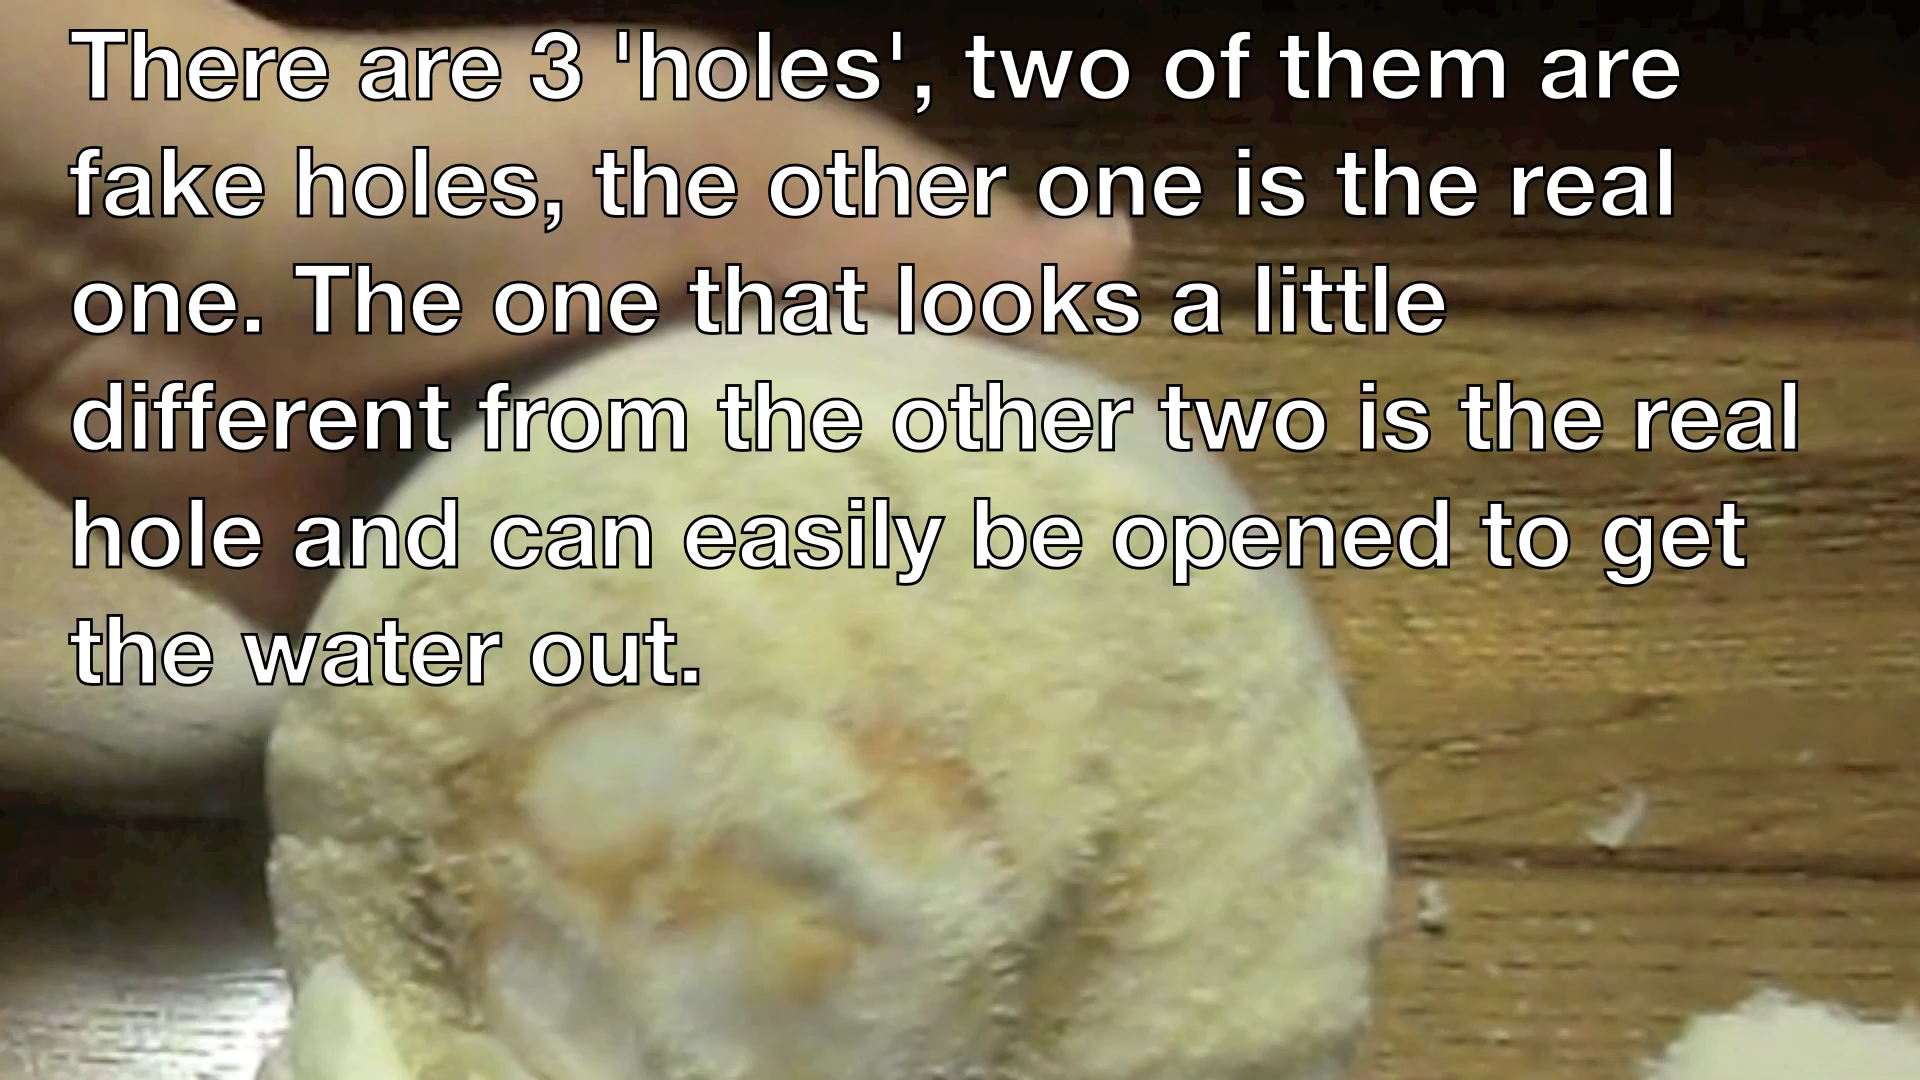 There are 3 'holes', two of them are
fake holes, the other one is the real
one. The one that looks a little
different from the other two is the real
hole and can easily be opened to get
the water out.